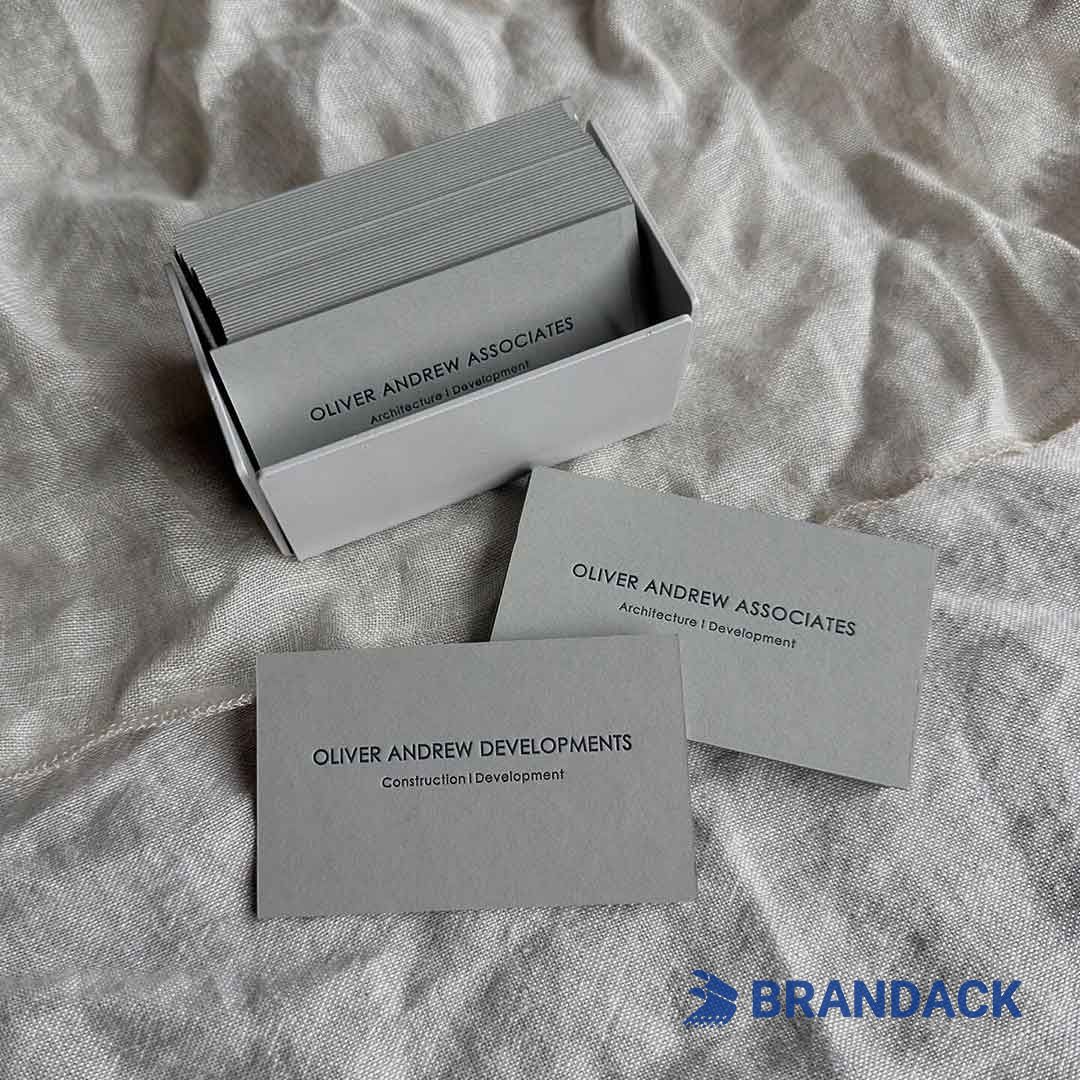 OLIVER ANDREW ASSOCIATES
Architecture | Development
OLIVER ANDREW ASSOCIATES
Architecture | Development
OLIVER ANDREW DEVELOPMENTS
Construction | Development
BRANDACK